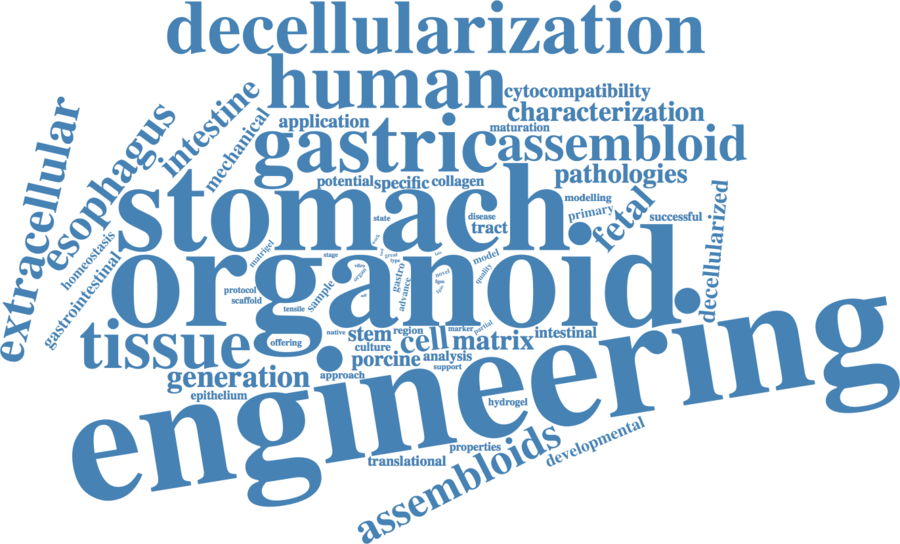 decellularization
human
cytocompatibility
characterization
application
maturation
gastric
assembloid
intestine
mechanical
esophagus
extracellular
potential
specific
collagen
pathologies
stomach
modelling
primary
fetal
successful
decellularized
state
disease
tract
homeostasis
gastrointestinal
matrigel
stage
great
type
gastro
advance
model
quality
novel
organoid
protocol
scaffold
sample
tensile
tissue
offering
native
stem
region
cell
marker
partial
culture
matrix
intestinal
porcine
analysis
support
generation
approach
epithelium
engineering
hydrogel
properties
translational
assembloids
developmental